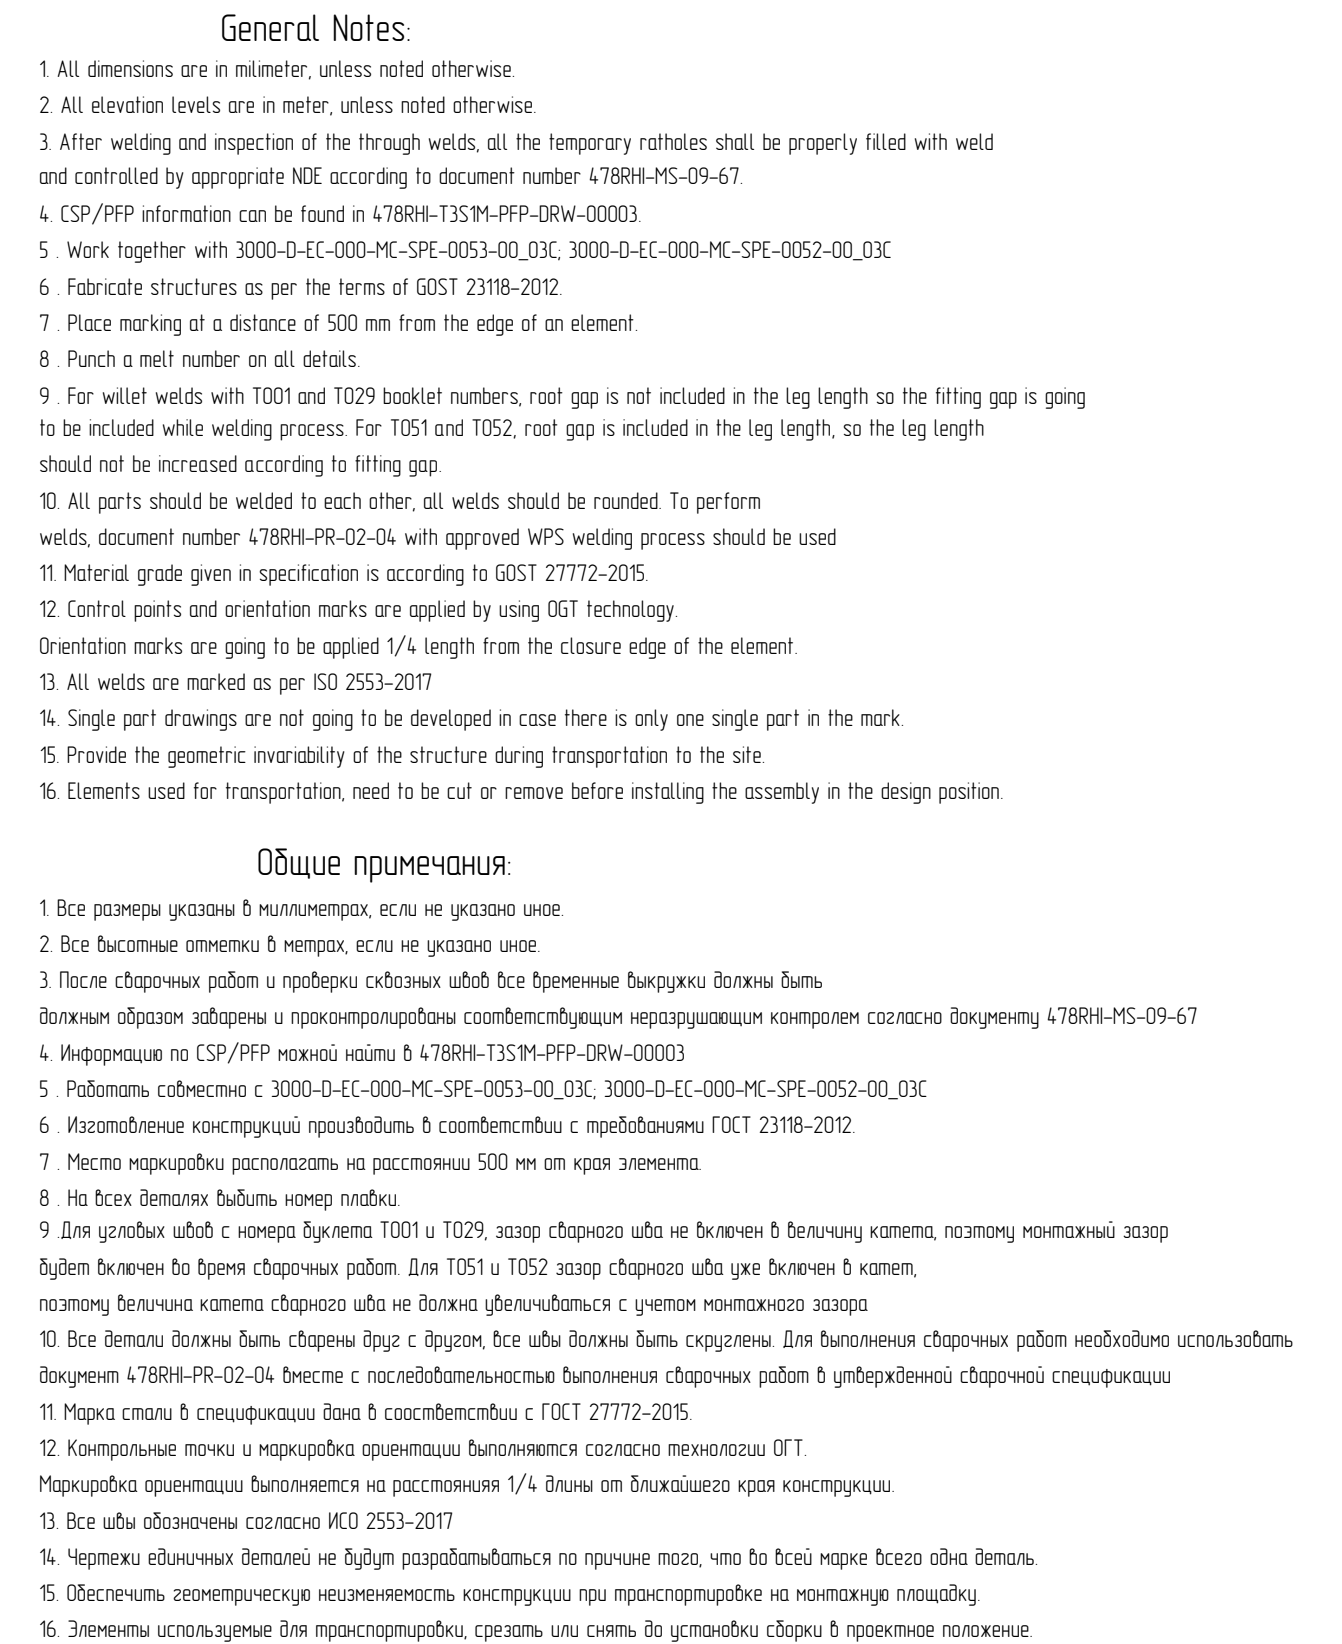 General Notes:
1. All dimensions are in milimeter, unless noted otherwise.
2. All elevation levels are in meter, unless noted otherwise.
3. After welding and inspection of the through welds, all the temporary ratholes shall be properly filled with weld
and controlled by appropriate NDE according to document number 478RHI-MS-09-67.
4. CSP/PFP information can be found in 478RHI-T3S1M-PFP-DRW-00003.
5 . Work together with 3000-D-EC-000-MC-SPE-0053-00_03C; 3000-D-EC-000-MC-SPE-0052-00_03C
6 . Fabricate structures as per the terms of GOST 23118-2012.
7 . Place marking at a distance of 500 mm from the edge of an element.
8 . Punch a melt number on all details.
9 . For willet welds with T001 and T029 booklet numbers, root gap is not included in the leg length so the fitting gap is going
to be included while welding process. For T051 and T052, root gap is included in the leg length, so the leg length
should not be increased according to fitting gap.
10. All parts should be welded to each other, all welds should be rounded. To perform
welds, document number 478RHI-PR-02-04 with approved WPS welding process should be used
11. Material grade given in specification is according to GOST 27772-2015.
12. Control points and orientation marks are applied by using OGT technology.
Orientation marks are going to be applied 1/4 length from the closure edge of the element.
13. All welds are marked as per ISO 2553-2017
14. Single part drawings are not going to be developed in case there is only one single part in the mark.
15. Provide the geometric invariability of the structure during transportation to the site.
16. Elements used for transportation, need to be cut or remove before installing the assembly in the design position.
Общие примечания:
1. Все размеры указаны в миллиметрах, если не указано иное.
2. Все высотные отметки в метрах, если не указано иное.
3. После сварочных работ и проверки сквозных швов все временные выкружки должны быть
должным образом заварены и проконтролированы соответствующим неразрушающим контролем согласно документу 478RHI-MS-09-67
4. Информацию по CSP/PFP можной найти в 478RHI-T3S1M-PFP-DRW-00003
5 . Работать совместно с 3000-D-EC-000-MC-SPE-0053-00_03C; 3000-D-EC-000-MC-SPE-0052-00_03C
6 . Изготовление конструкций производить в соответствии с требованиями ГОСТ 23118-2012.
7 . Место маркировки располагать на расстоянии 500 мм от края элемента.
8 . На всех деталях выбить номер плавки.
9 .Для угловых швов с номера буклета Т001 и Т029, зазор сварного шва не включен в величину катета, поэтому монтажный зазор
будет включен во время сварочных работ. Для Т051 и Т052 зазор сварного шва уже включен в катет,
поэтому величина катета сварного шва не должна увеличиваться с учетом монтажного зазора
10. Все детали должны быть сварены друг с другом, все швы должны быть скруглены. Для выполнения сварочных работ необходимо использовать
документ 478RHI-PR-02-04 вместе с последовательностью выполнения сварочных работ в утвержденной сварочной спецификации
11. Марка стали в спецификации дана в соостветствии с ГОСТ 27772-2015.
12. Контрольные точки и маркировка ориентации выполняются согласно технологии ОГТ.
Маркировка ориентации выполняется на расстоянияя 1/4 длины от ближайшего края конструкции.
13. Все швы обозначены согласно ИСО 2553-2017
14. Чертежи единичных деталей не будут разрабатываться по причине того, что во всей марке всего одна деталь.
15. Обеспечить геометрическую неизменяемость конструкции при транспортировке на монтажную площадку.
16. Элементы используемые для транспортировки, срезать или снять до установки сборки в проектное положение.